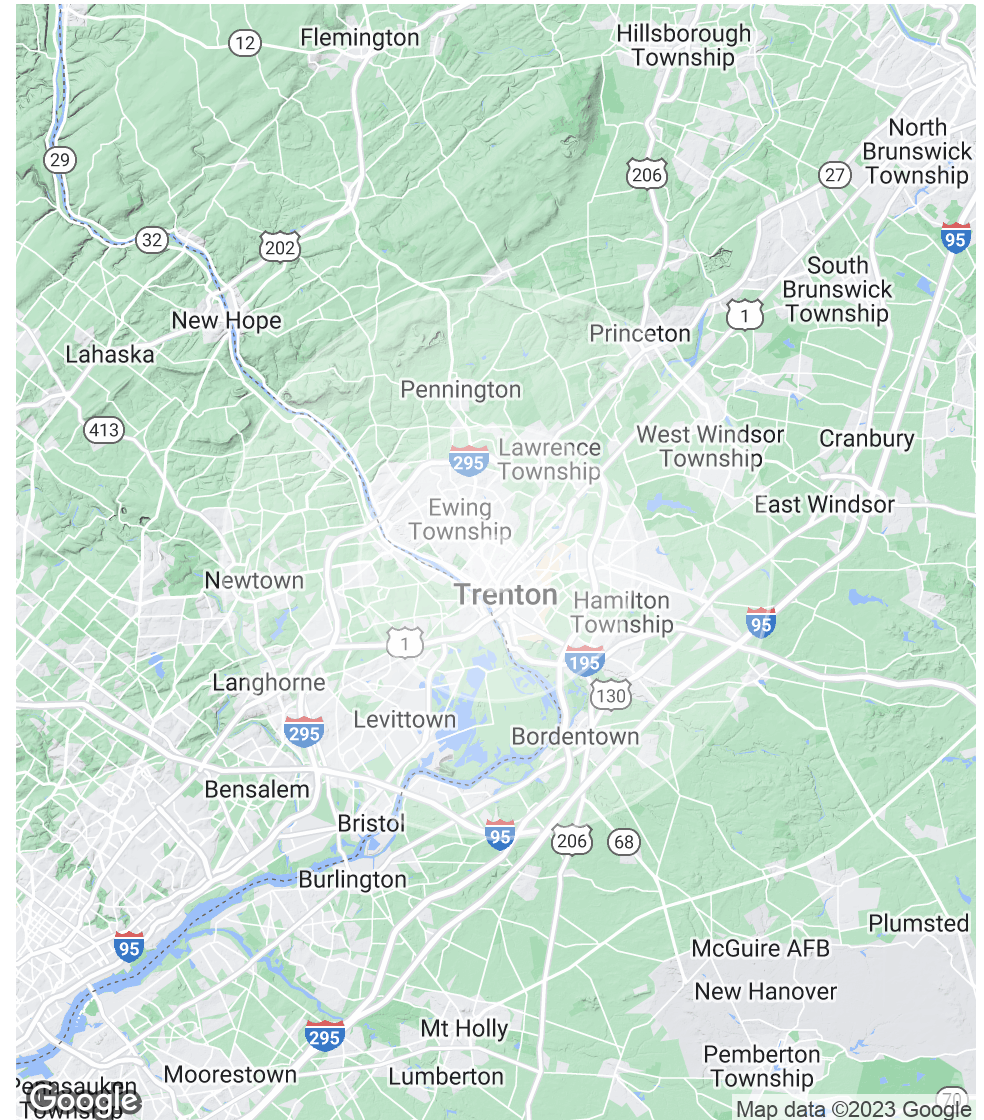 Flemington
12
Hillsborough
Township
North
Brunswick
Township
29
206
27
32
202
95
South
Brunswick
Township
1
New Hope
Princeton
Lahaska
Pennington
413
West Windsor
Township
Cranbury
Lawrence
Township
295
Ewing
Township
East Windsor
Newtown
Trenton
Hamilton
Township
95
1
195
Langhorne
130
Levittown
295
Bordentown
Bensalem
Bristol
95
206
68
Burlington
Plumsted
95
McGuire AFB
New Hanover
295
Mt Holly
Pemberton
Township
Moorestown
Lumberton
Google
70
Map data ©2023 Google